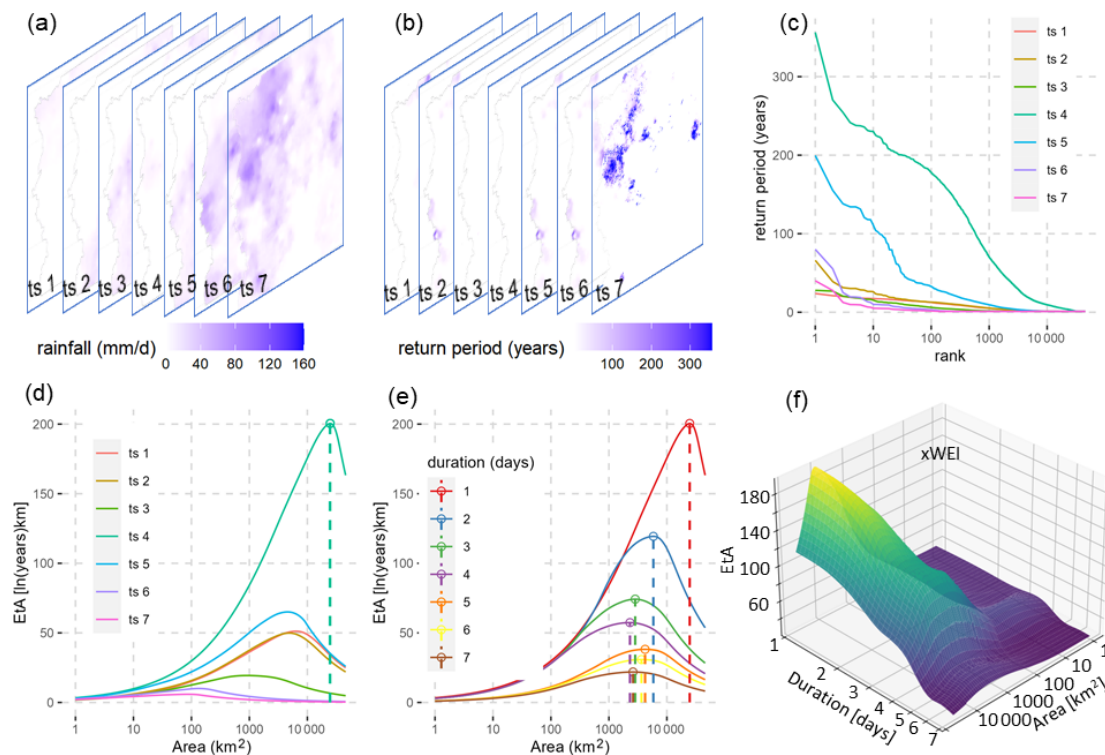 (a)
ts 1
ts 2
ts 3
ts 4
ts 5
ts 6
ts 7
rainfall (mm/d)
0 40 80 120 160
(b)
ts 1
ts 2
ts 3
ts 4
ts 5
ts 6
ts 7
return period (years)
100 200 300
(c)
return period (years)
300
200
100
0
1 10 100 1000 10 000
rank
ts 1
ts 2
ts 3
ts 4
ts 5
ts 6
ts 7
(d)
EtA [ln(years)km]
200
150
100
50
0
ts 1
ts 2
ts 3
ts 4
ts 5
ts 6
ts 7
1 10 100 1000 10 000
Area (km²)
(e)
EtA [ln(years)km]
200
150
100
50
0
duration (days)
1
2
3
4
5
6
7
1 10 100 1000 10 000
Area (km²)
(f)
xWEI
EtA
180
140
100
60
1 2 3 4 5 6 7
Duration [days]
10 000 1000 100 10 1
Area [km²]